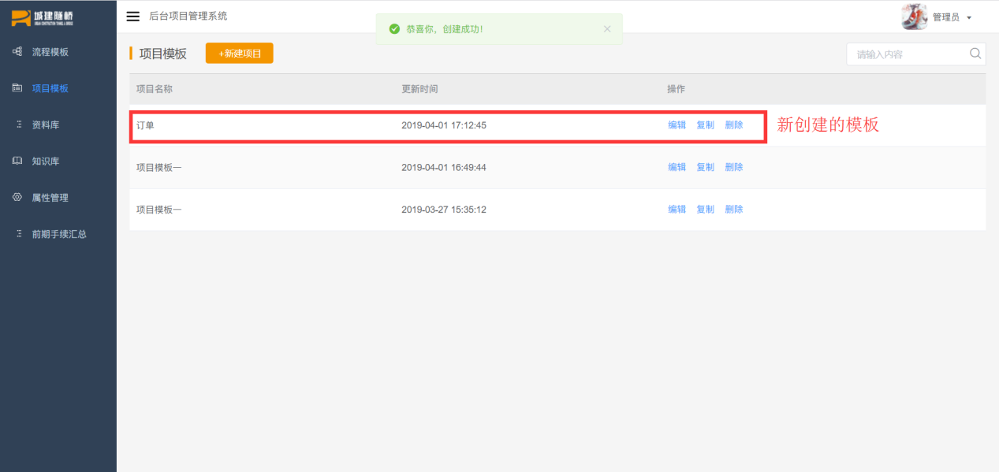 城建隧桥
后台项目管理系统
恭喜你，创建成功!
管理员
流程模板
项目模板
资料库
知识库
属性管理
前期手续汇总
项目模板
+新建项目
请输入内容
项目名称 更新时间 操作
订单 2019-04-01 17:12:45 编辑 复制 删除
新创建的模板
项目模板一 2019-04-01 16:49:44 编辑 复制 删除
项目模板一 2019-03-27 15:35:12 编辑 复制 删除